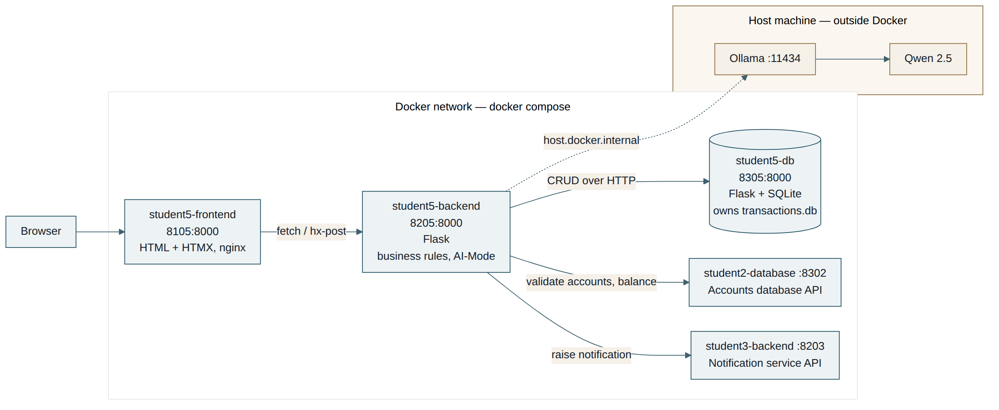 Host machine — outside Docker
Ollama :11434
Qwen 2.5
Docker network — docker compose
host.docker.internal
CRUD over HTTP
student5-db
8305:8000
Flask + SQLite
owns transactions.db
Browser
student5-frontend
8105:8000
HTML + HTMX, nginx
fetch / hx-post
student5-backend
8205:8000
Flask
business rules, AI-Mode
validate accounts, balance
student2-database :8302
Accounts database API
raise notification
student3-backend :8203
Notification service API